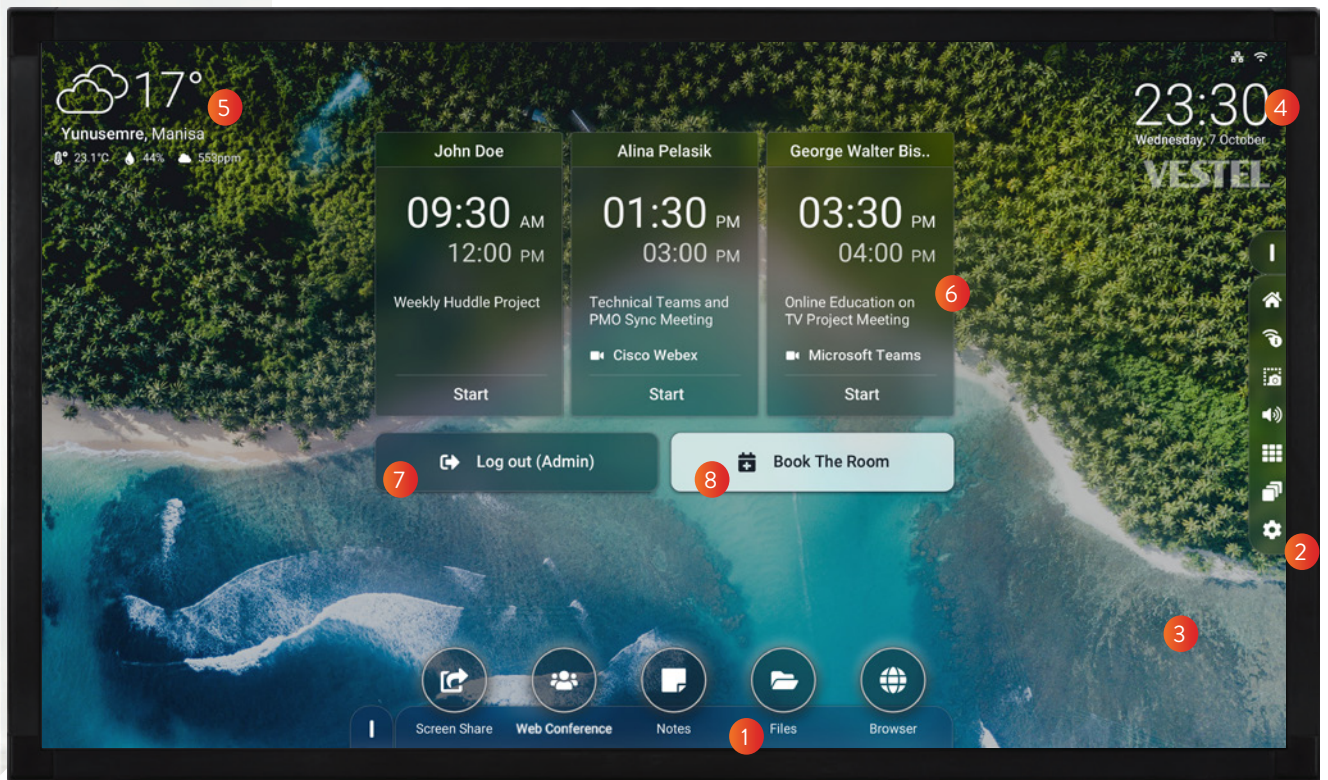 17°
5
Yunusemre, Manisa
23.1°C 44% 553ppm
23:30
4
Wednesday, 7 October
VESTEL
John Doe
09:30 AM
12:00 PM
Weekly Huddle Project
Start
Alina Pelasik
01:30 PM
03:00 PM
Technical Teams and
PMO Sync Meeting
Cisco Webex
Start
George Walter Bis..
03:30 PM
04:00 PM
6
Online Education on
TV Project Meeting
Microsoft Teams
Start
7
Log out (Admin)
8
Book The Room
2
3
Screen Share
Web Conference
Notes
1
Files
Browser